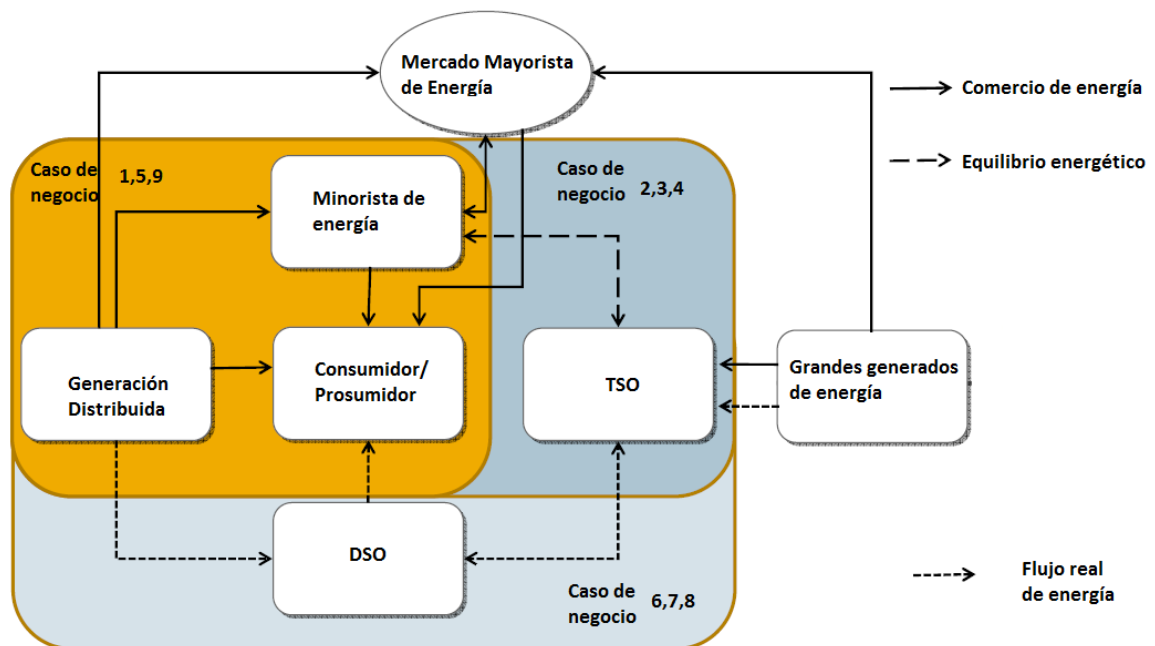 Mercado Mayorista
de Energía
Comercio de energía
Equilibrio energético
Caso de
negocio 1,5,9
Minorista de
energía
Caso de
negocio 2,3,4
Generación
Distribuida
Consumidor/
Prosumidor
TSO
Grandes generados
de energía
DSO
Caso de
negocio 6,7,8
Flujo real
de energía